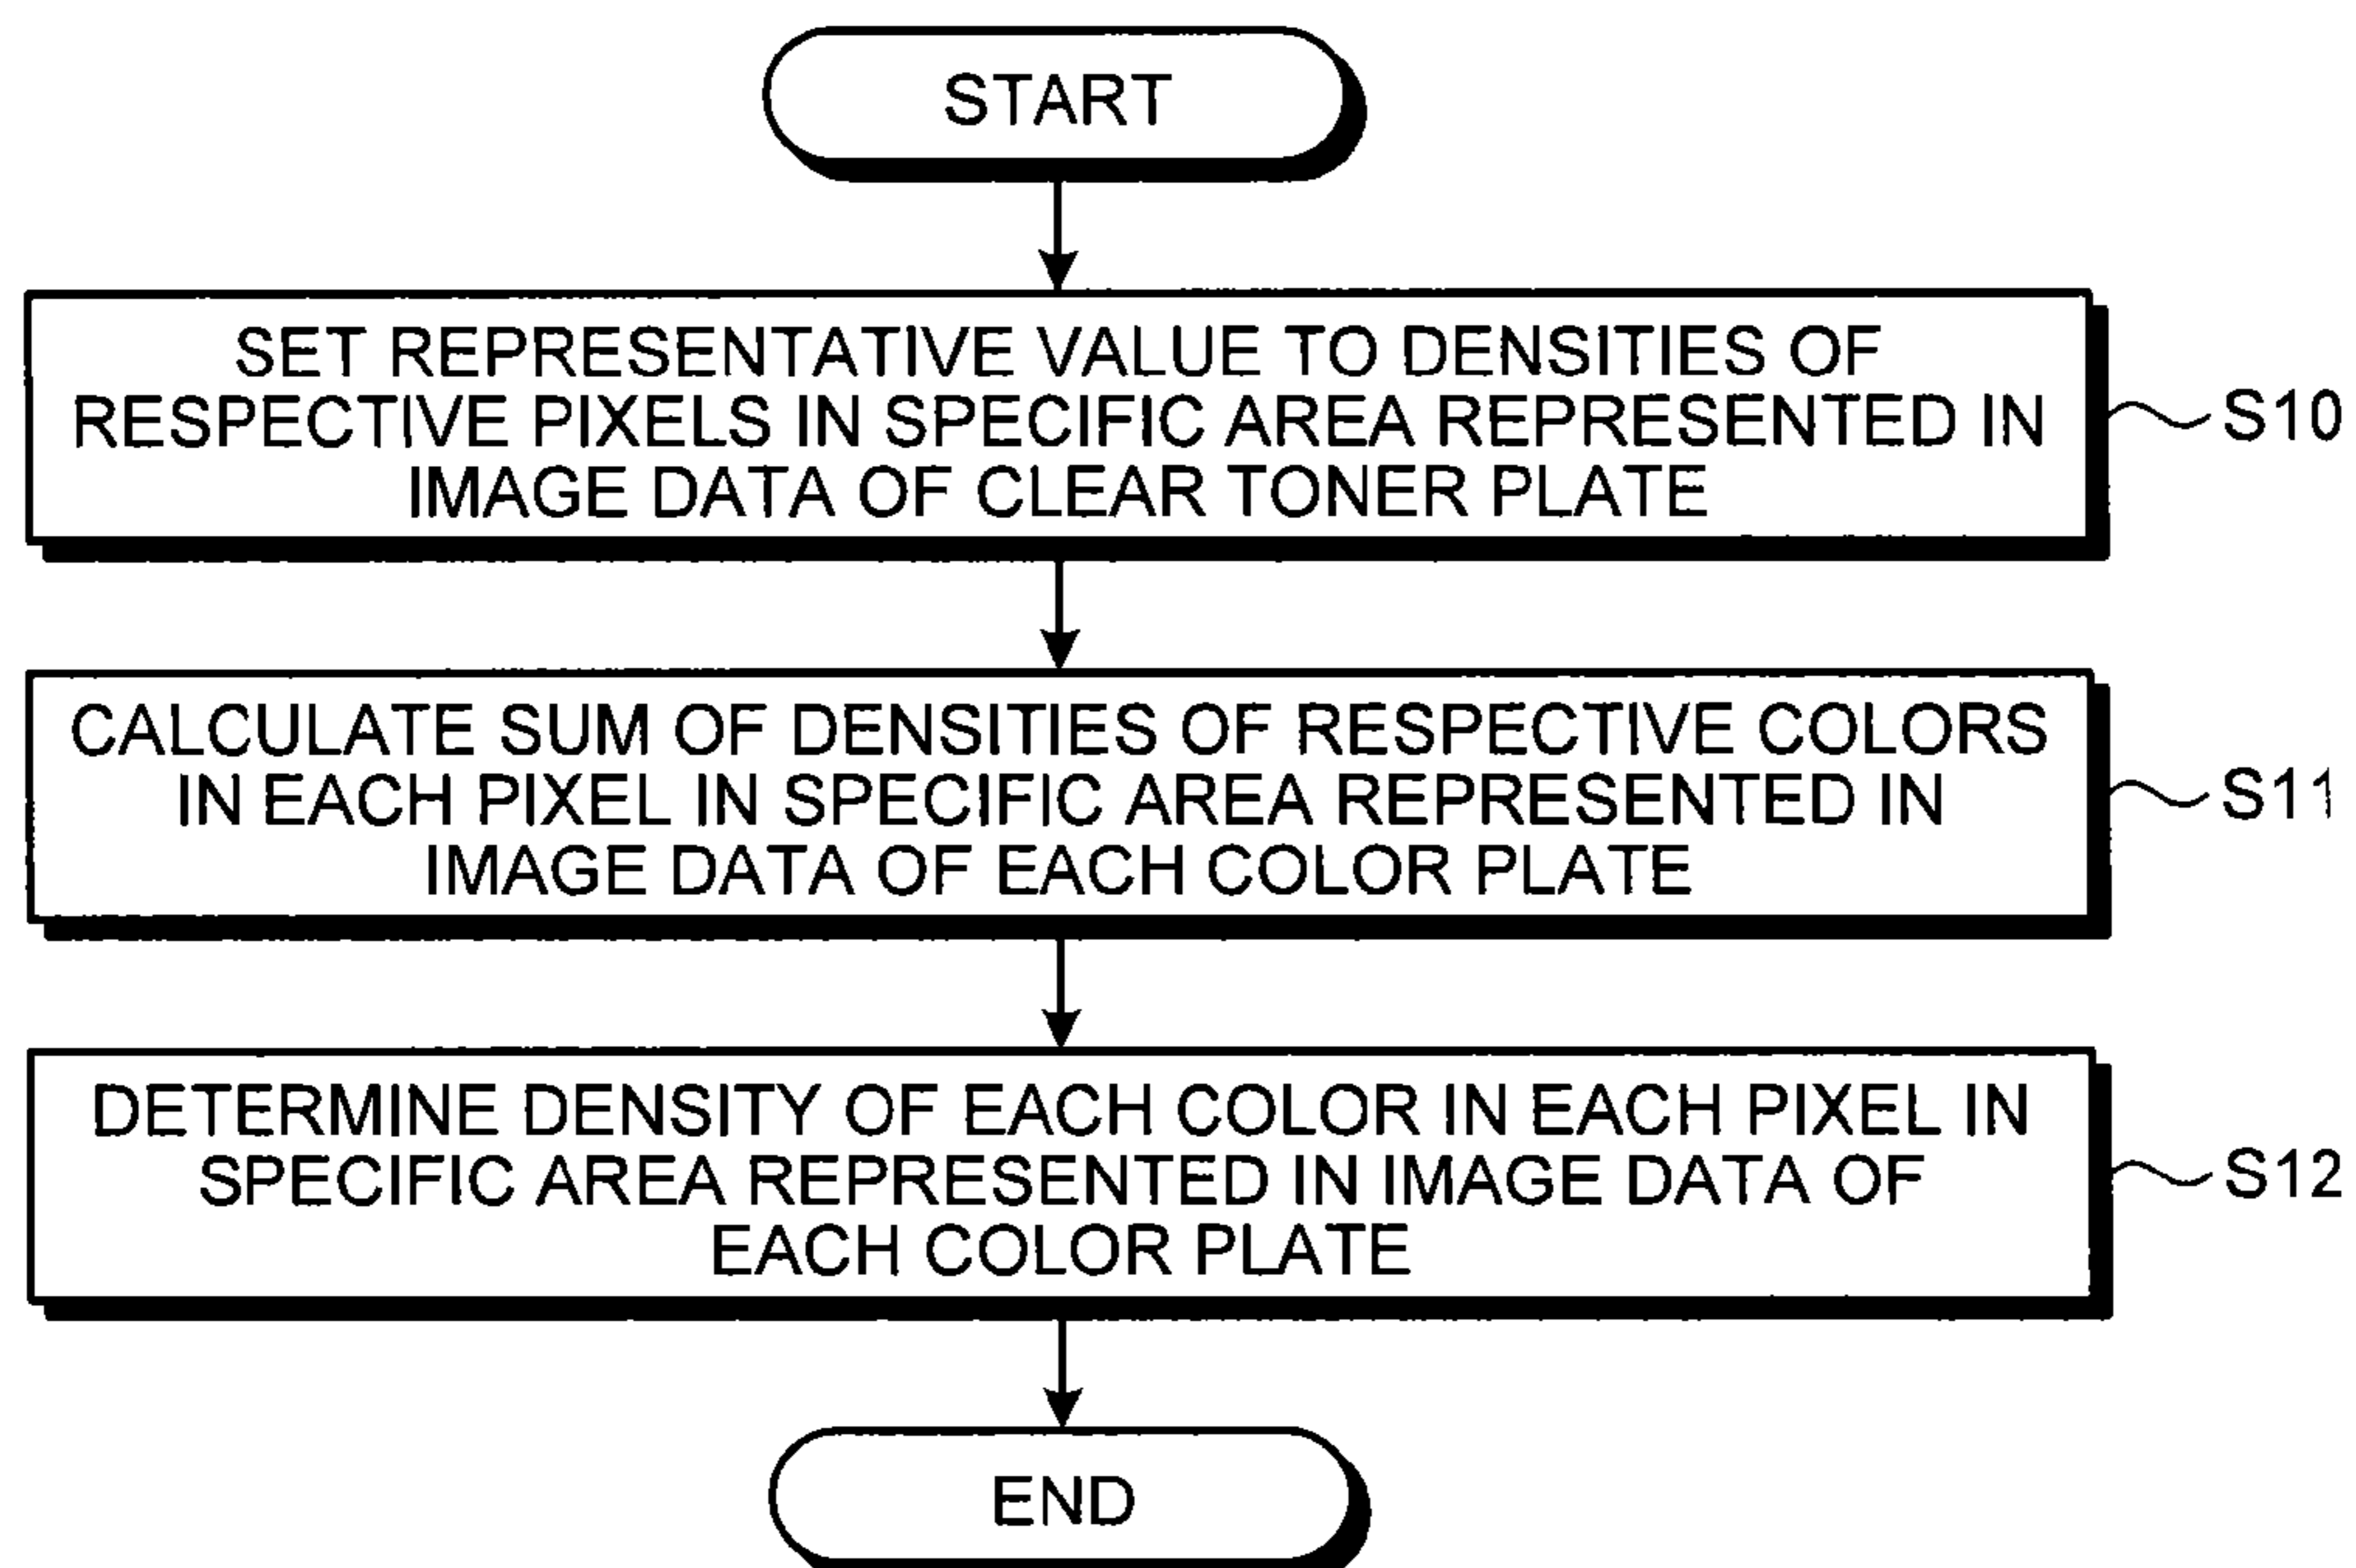 START
SET REPRESENTATIVE VALUE TO DENSITIES OF
RESPECTIVE PIXELS IN SPECIFIC AREA REPRESENTED IN
IMAGE DATA OF CLEAR TONER PLATE
S10
CALCULATE SUM OF DENSITIES OF RESPECTIVE COLORS
IN EACH PIXEL IN SPECIFIC AREA REPRESENTED IN
IMAGE DATA OF EACH COLOR PLATE
S11
DETERMINE DENSITY OF EACH COLOR IN EACH PIXEL IN
SPECIFIC AREA REPRESENTED IN IMAGE DATA OF
EACH COLOR PLATE
S12
END